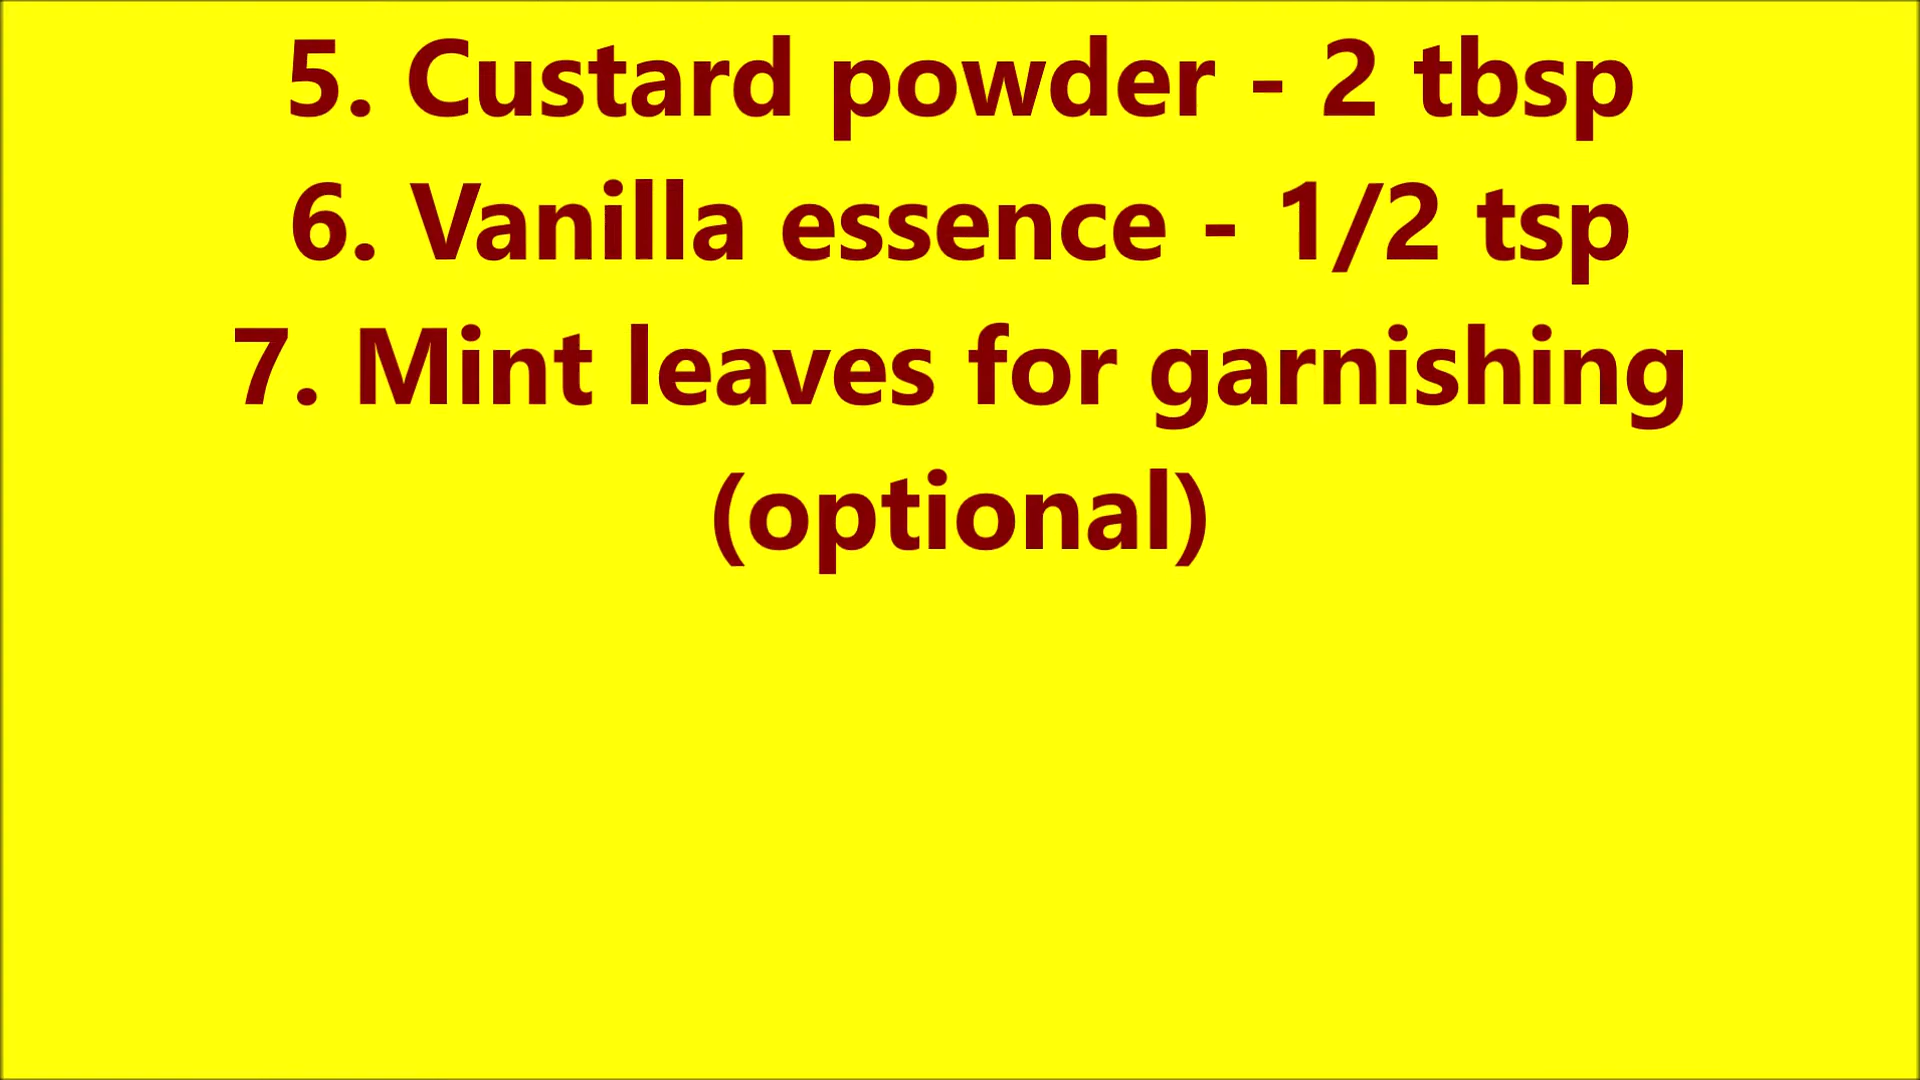 5. Custard powder - 2 tbsp
6. Vanilla essence - 1/2 tsp
7. Mint leaves for garnishing
(optional)